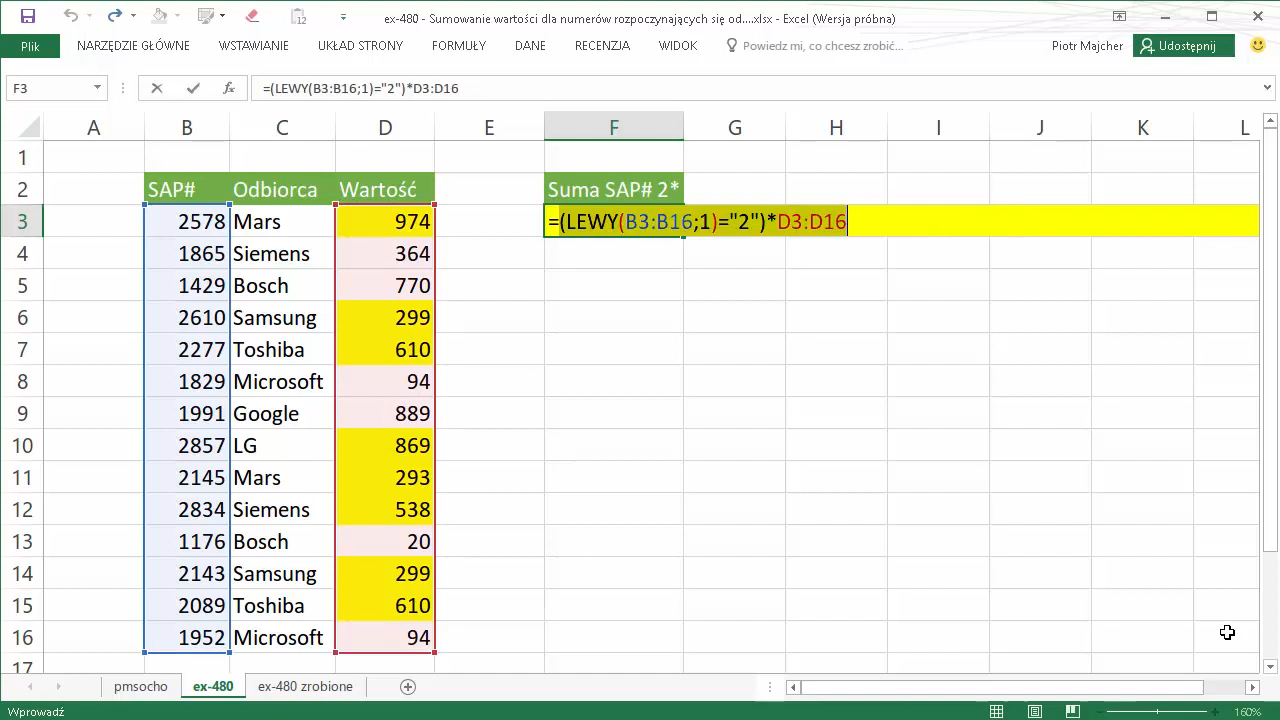 ex-480 - Sumowanie wartości dla numerów rozpoczynających się od....xlsx - Excel (Wersja próbna)
Plik NARZĘDZIE GŁÓWNE WSTAWIANIE UKŁAD STRONY FORMUŁY DANE RECENZJA WIDOK Powiedz mi, co chcesz zrobić... Piotr Majcher Udostępnij
F3 fx =(LEWY(B3:B16;1)="2")*D3:D16
A B C D E F G H I J K L
1
2 SAP# Odbiorca Wartość Suma SAP# 2*
3 2578 Mars 974 =(LEWY(B3:B16;1)="2")*D3:D16
4 1865 Siemens 364
5 1429 Bosch 770
6 2610 Samsung 299
7 2277 Toshiba 610
8 1829 Microsoft 94
9 1991 Google 889
10 2857 LG 869
11 2145 Mars 293
12 2834 Siemens 538
13 1176 Bosch 20
14 2143 Samsung 299
15 2089 Toshiba 610
16 1952 Microsoft 94
17
pmsocho ex-480 ex-480 zrobione
Wprowadź 160%